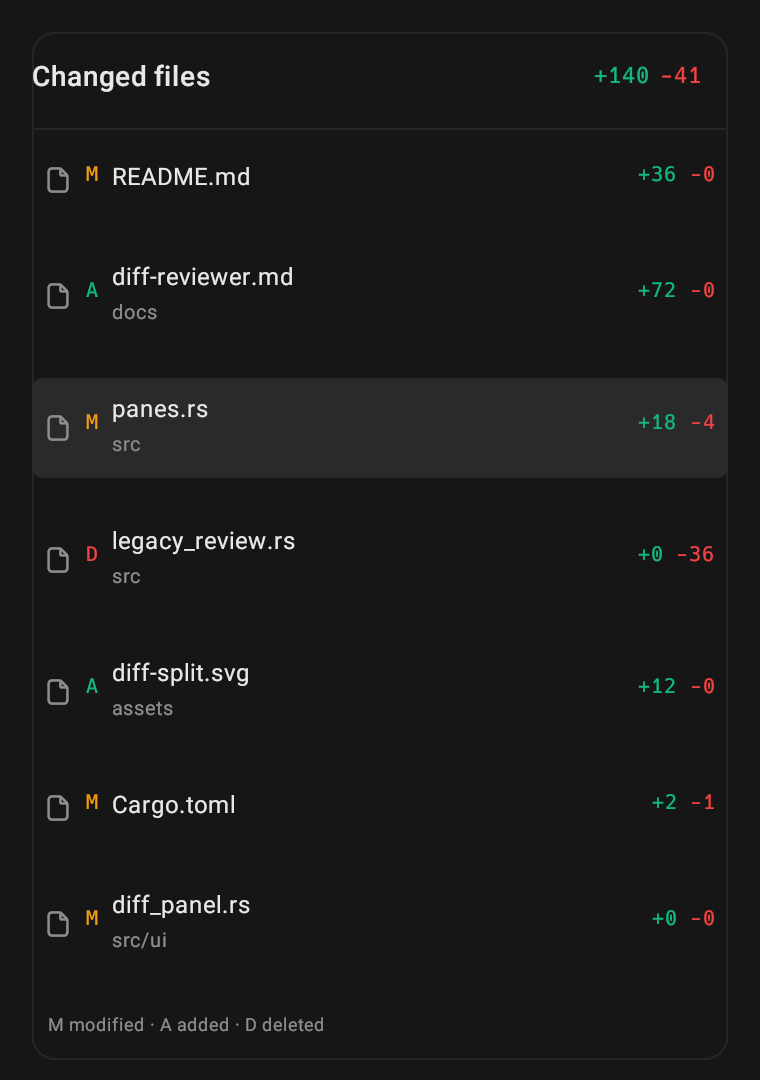 Changed files +140 -41
M README.md +36 -0
A diff-reviewer.md +72 -0
docs
M panes.rs +18 -4
src
D legacy_review.rs +0 -36
src
A diff-split.svg +12 -0
assets
M Cargo.toml +2 -1
M diff_panel.rs +0 -0
src/ui
M modified · A added · D deleted